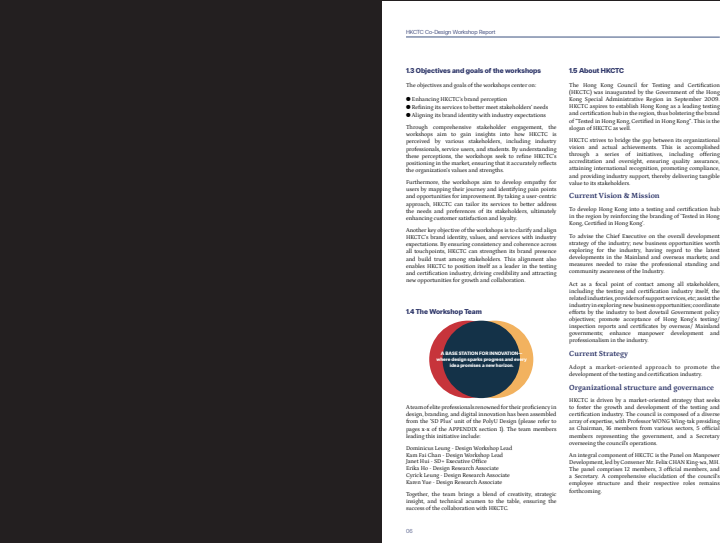 HKCTC Co-Design Workshop Report
1.3 Objectives and goals of the workshops
The objectives and goals of the workshops center on:
● Enhancing HKCTC's brand perception
● Refining its services to better meet stakeholders' needs
● Aligning its brand identity with industry expectations
Through comprehensive stakeholder engagement, the
workshops aim to gain insights into how HKCTC is
perceived by various stakeholders, including industry
professionals, service users, and students. By understanding
these perceptions, the workshops seek to refine HKCTC's
positioning in the market, ensuring that it accurately reflects
the organization's values and strengths.
Furthermore, the workshops aim to develop empathy for
users by mapping their journey and identifying pain points
and opportunities for improvement. By taking a user-centric
approach, HKCTC can tailor its services to better address
the needs and preferences of its stakeholders, ultimately
enhancing customer satisfaction and loyalty.
Another key objective of the workshops is to clarify and align
HKCTC's brand identity, values, and services with industry
expectations. By ensuring consistency and coherence across
all touchpoints, HKCTC can strengthen its brand presence
and build trust among stakeholders. This alignment also
enables HKCTC to position itself as a leader in the testing
and certification industry, driving credibility and attracting
new opportunities for growth and collaboration.
1.4 The Workshop Team
A BASE STATION FOR INNOVATION—
where design sparks progress and every
idea promises a new horizon.
A team of elite professionals renowned for their proficiency in
design, branding, and digital innovation has been assembled
from the 'SD Plus' unit of the PolyU Design (please refer to
pages x-x of the APPENDIX section 1). The team members
leading this initiative include:
Dominicus Leung - Design Workshop Lead
Kam Fai Chan - Design Workshop Lead
Janet Hui - SD+ Executive Office
Erika Ho - Design Research Associate
Cyrick Leung - Design Research Associate
Karen Yue - Design Research Associate
Together, the team brings a blend of creativity, strategic
insight, and technical acumen to the table, ensuring the
success of the collaboration with HKCTC.
06
1.5 About HKCTC
The Hong Kong Council for Testing and Certification
(HKCTC) was inaugurated by the Government of the Hong
Kong Special Administrative Region in September 2009.
HKCTC aspires to establish Hong Kong as a leading testing
and certification hub in the region, thus bolstering the brand
of "Tested in Hong Kong, Certified in Hong Kong". This is the
slogan of HKCTC as well.
HKCTC strives to bridge the gap between its organizational
vision and actual achievements. This is accomplished
through a series of initiatives, including offering
accreditation and oversight, ensuring quality assurance,
attaining international recognition, promoting compliance,
and providing industry support, thereby delivering tangible
value to its stakeholders.
Current Vision & Mission
To develop Hong Kong into a testing and certification hub
in the region by reinforcing the branding of 'Tested in Hong
Kong, Certified in Hong Kong'.
To advise the Chief Executive on the overall development
strategy of the industry; new business opportunities worth
exploring for the industry, having regard to the latest
developments in the Mainland and overseas markets; and
measures needed to raise the professional standing and
community awareness of the Industry.
Act as a focal point of contact among all stakeholders,
including the testing and certification industry itself, the
related industries, providers of support services, etc; assist the
industry in exploring new business opportunities; coordinate
efforts by the industry to best dovetail Government policy
objectives; promote acceptance of Hong Kong's testing/
inspection reports and certificates by overseas/ Mainland
governments; enhance manpower development and
professionalism in the industry.
Current Strategy
Adopt a market-oriented approach to promote the
development of the testing and certification industry.
Organizational structure and governance
HKCTC is driven by a market-oriented strategy that seeks
to foster the growth and development of the testing and
certification industry. The council is composed of a diverse
array of expertise, with Professor WONG Wing-tak presiding
as Chairman, 16 members from various sectors, 5 official
members representing the government, and a Secretary
overseeing the council's operations.
An integral component of HKCTC is the Panel on Manpower
Development, led by Convener Mr. Felix CHAN King-wa, MH.
The panel comprises 12 members, 3 official members, and
a Secretary. A comprehensive elucidation of the council's
employee structure and their respective roles remains
forthcoming.